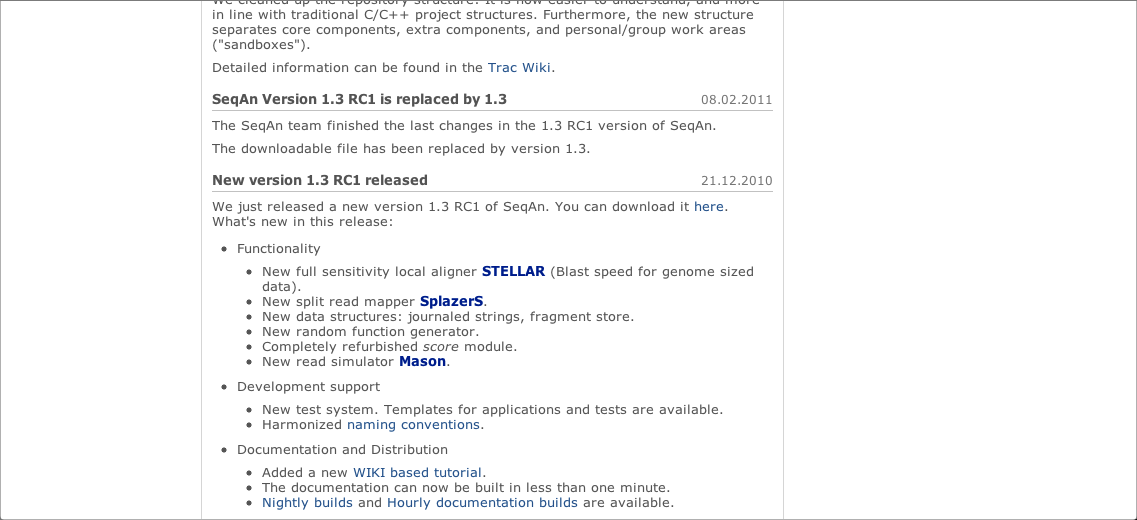 We cleaned up the repository structure. It is now easier to understand, and more
in line with traditional C/C++ project structures. Furthermore, the new structure
separates core components, extra components, and personal/group work areas
("sandboxes").
Detailed information can be found in the Trac Wiki.
SeqAn Version 1.3 RC1 is replaced by 1.3 08.02.2011
The SeqAn team finished the last changes in the 1.3 RC1 version of SeqAn.
The downloadable file has been replaced by version 1.3.
New version 1.3 RC1 released 21.12.2010
We just released a new version 1.3 RC1 of SeqAn. You can download it here.
What's new in this release:
Functionality
New full sensitivity local aligner STELLAR (Blast speed for genome sized
data).
New split read mapper SplazerS.
New data structures: journaled strings, fragment store.
New random function generator.
Completely refurbished score module.
New read simulator Mason.
Development support
New test system. Templates for applications and tests are available.
Harmonized naming conventions.
Documentation and Distribution
Added a new WIKI based tutorial.
The documentation can now be built in less than one minute.
Nightly builds and Hourly documentation builds are available.